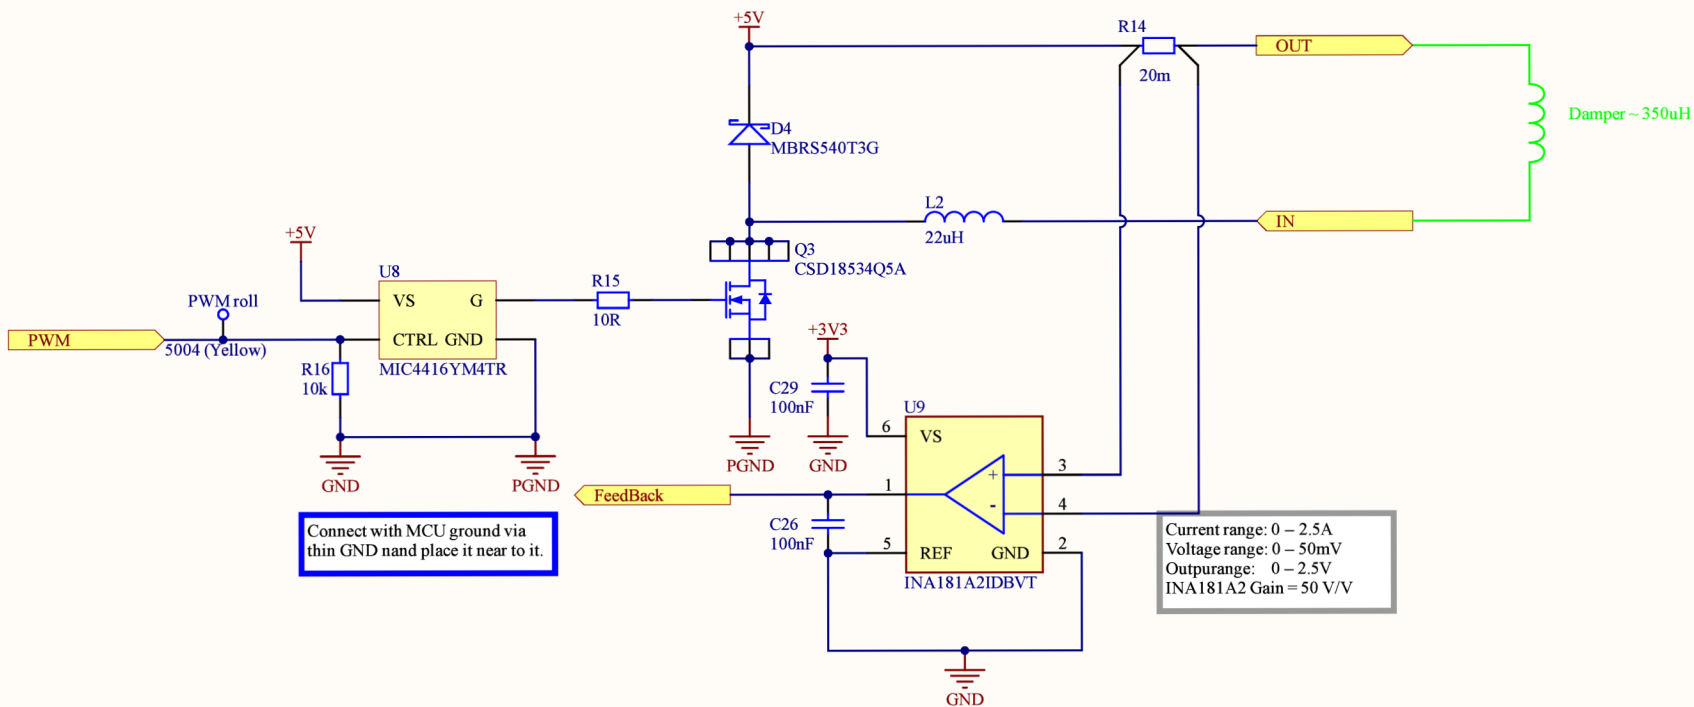 +5V
R14
20m
OUT
Damper ~ 350uH
D4
MBRS540T3G
L2
22uH
IN
+5V
U8
VS
G
CTRL
GND
MIC4416YM4TR
R15
10R
Q3
CSD18534Q5A
PWM roll
5004 (Yellow)
PWM
R16
10k
GND
PGND
PGND
+3V3
C29
100nF
GND
U9
6
VS
3
+
1
4
-
5
REF
GND
2
INA181A2IDBVT
FeedBack
C26
100nF
GND
Connect with MCU ground via
thin GND nand place it near to it.
Current range: 0 – 2.5A
Voltage range: 0 – 50mV
Outpurange: 0 – 2.5V
INA181A2 Gain = 50 V/V